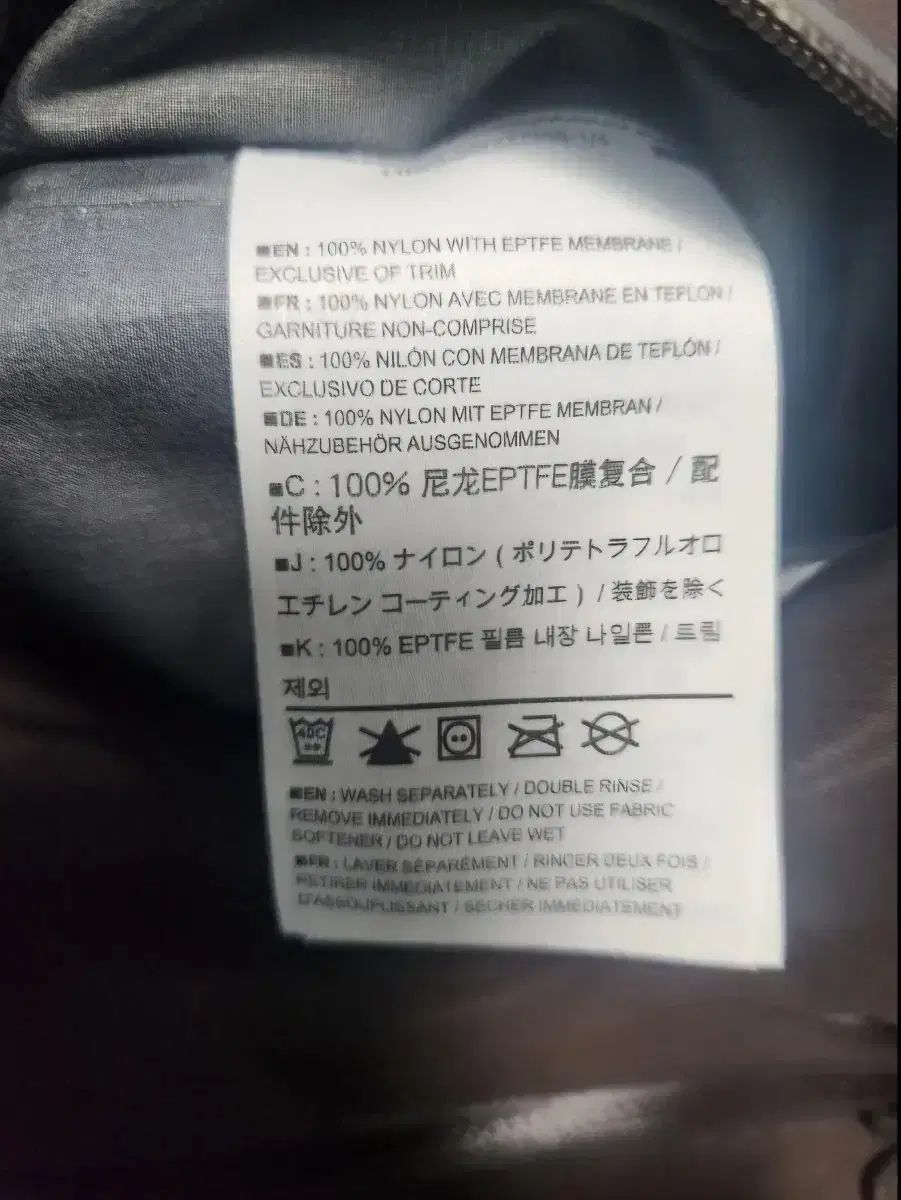 ■EN : 100% NYLON WITH EPTFE MEMBRANE /
EXCLUSIVE OF TRIM
■FR : 100% NYLON AVEC MEMBRANE EN TEFLON /
GARNITURE NON-COMPRISE
■ES : 100% NILÓN CON MEMBRANA DE TEFLÓN /
EXCLUSIVO DE CORTE
■DE : 100% NYLON MIT EPTFE MEMBRAN /
NÄHZUBEHÖR AUSGENOMMEN
■C : 100% 尼龙EPTFE膜复合 / 配
件除外
■J : 100% ナイロン ( ポリテトラフルオロ
エチレン コーティング加工 ) / 装飾を除く
■K : 100% EPTFE 필름 내장 나일론 / 트림
제외
40C
■EN : WASH SEPARATELY / DOUBLE RINSE /
REMOVE IMMEDIATELY / DO NOT USE FABRIC
SOFTENER / DO NOT LEAVE WET
■FR : LAVER SÉPARÉMENT / RINCER DEUX FOIS /
RETIRER IMMÉDIATEMENT / NE PAS UTILISER
D'ASSOUPLISSANT / SÉCHER IMMÉDIATEMENT